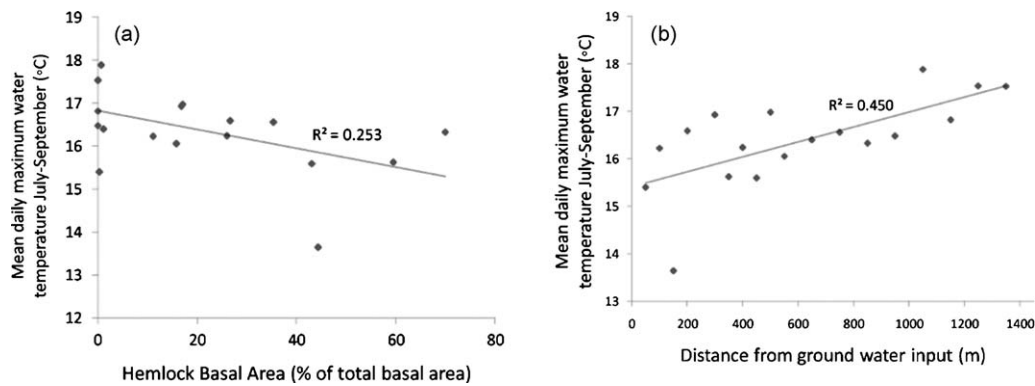 (a)
Mean daily maximum water
temperature July-September (°C)
19
18
17
16
15
14
13
12
R² = 0.253
0 20 40 60 80
Hemlock Basal Area (% of total basal area)
(b)
Mean daily maximum water
temperature July-September (°C)
19
18
17
16
15
14
13
R² = 0.450
0 200 400 600 800 1000 1200 1400
Distance from ground water input (m)